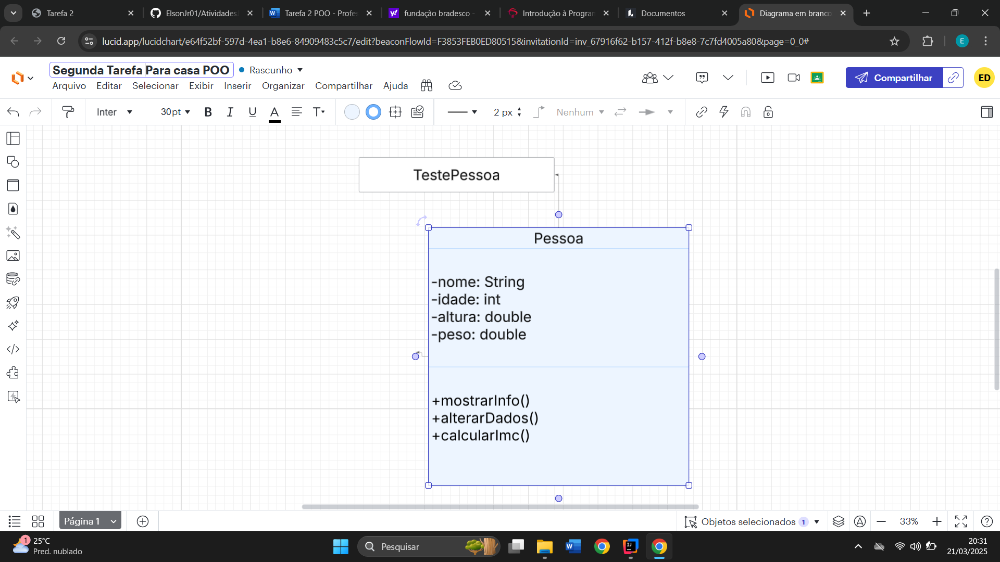 Tarefa 2
ElsonJr01/Atividades
Tarefa 2 POO - Profes
fundação bradesco -
Introdução à Program
Documentos
Diagrama em branco
lucid.app/lucidchart/e64f52bf-597d-4ea1-b8e6-84909483c5c7/edit?beaconFlowId=F3853FEB0ED80515&invitationId=inv_67916f62-b157-412f-b8e8-7c7fd4005a80&page=0_0#
E
Segunda Tarefa Para casa POO
Rascunho
Arquivo
Editar
Selecionar
Exibir
Inserir
Organizar
Compartilhar
Ajuda
Compartilhar
ED
Inter
30pt
B
I
U
A
T
2 px
Nenhum
TestePessoa
Pessoa
-nome: String
-idade: int
-altura: double
-peso: double
+mostrarInfo()
+alterarDados()
+calcularImc()
Página 1
Objetos selecionados 1
33%
1
25°C
Pred. nublado
Pesquisar
20:31
21/03/2025